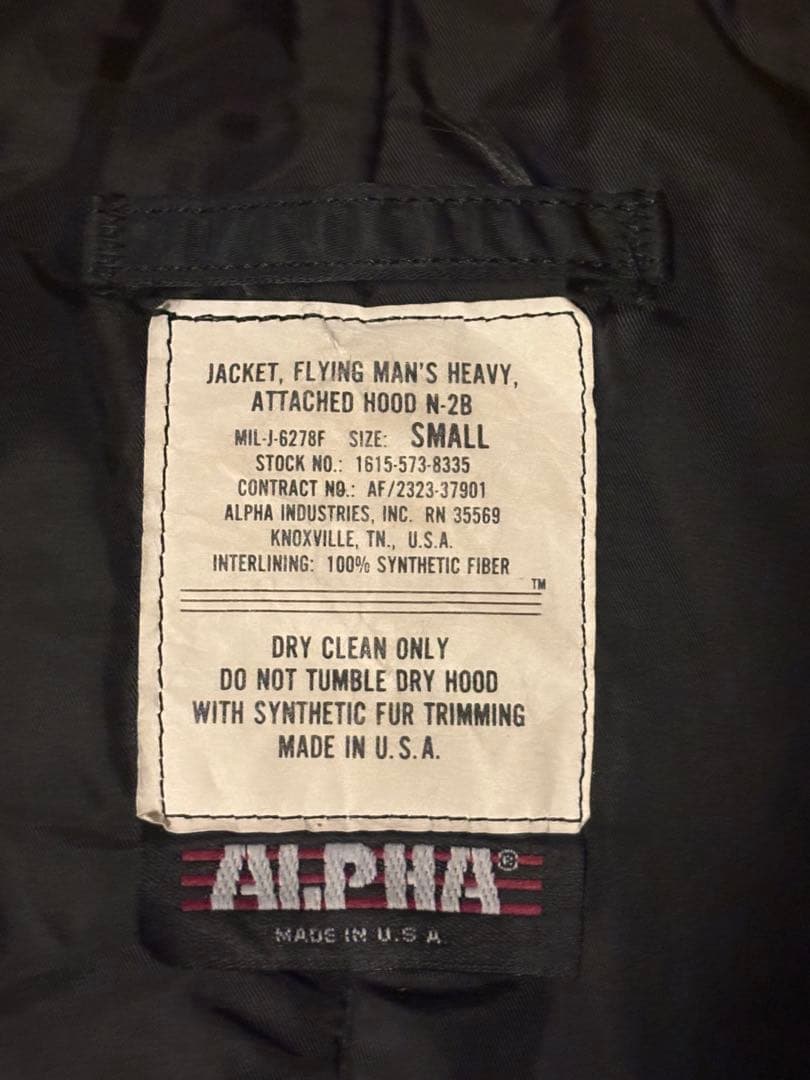 JACKET, FLYING MAN'S HEAVY,
ATTACHED HOOD N-2B
MIL-J-6278F SIZE: SMALL
STOCK NO.: 1615-573-8335
CONTRACT NO.: AF/2323-37901
ALPHA INDUSTRIES, INC. RN 35569
KNOXVILLE, TN., U.S.A.
INTERLINING: 100% SYNTHETIC FIBER
TM
DRY CLEAN ONLY
DO NOT TUMBLE DRY HOOD
WITH SYNTHETIC FUR TRIMMING
MADE IN U.S.A.
ALPHA®
MADE IN U.S.A